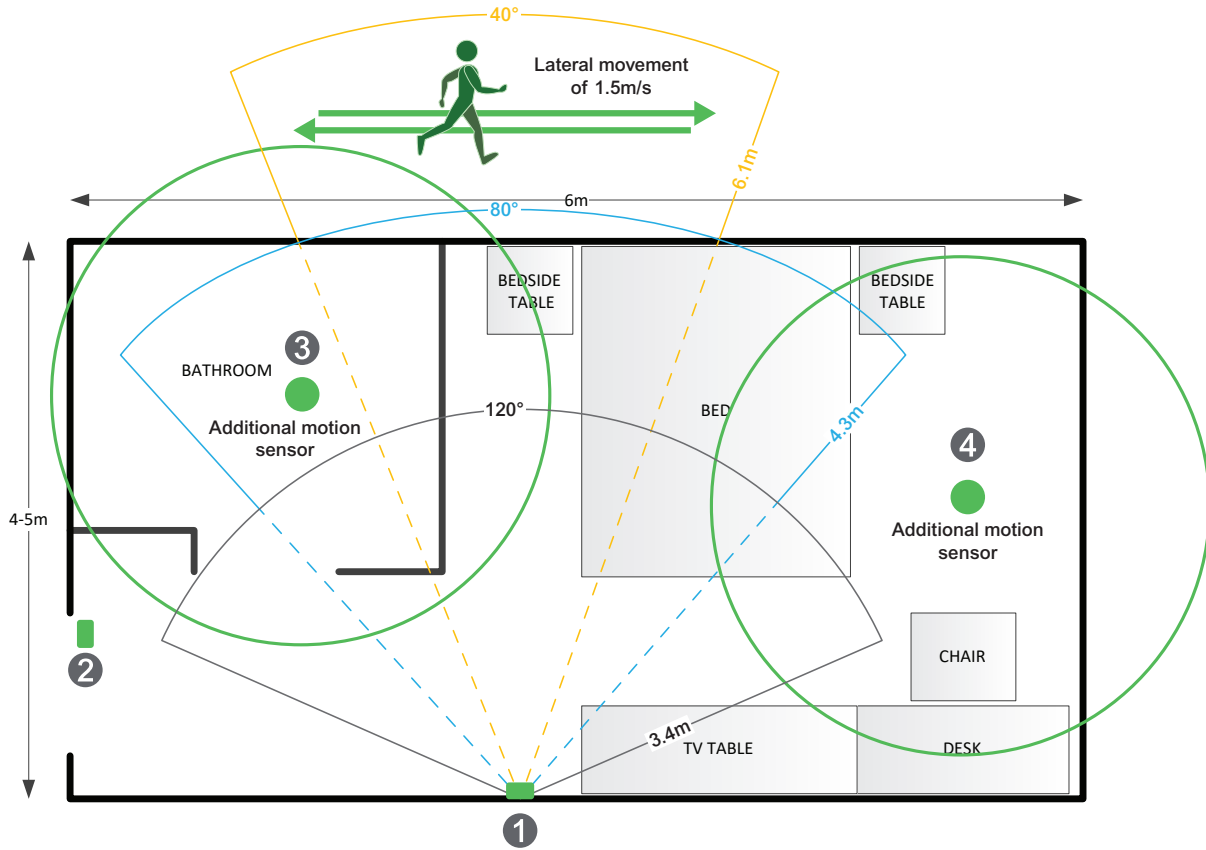 40°
Lateral movement
of 1.5m/s
6.1m
6m
80°
BEDSIDE
TABLE
BEDSIDE
TABLE
3
BATHROOM
Additional motion
sensor
120°
BED
4.3m
4
Additional motion
sensor
4-5m
2
CHAIR
3.4m
TV TABLE
DESK
1